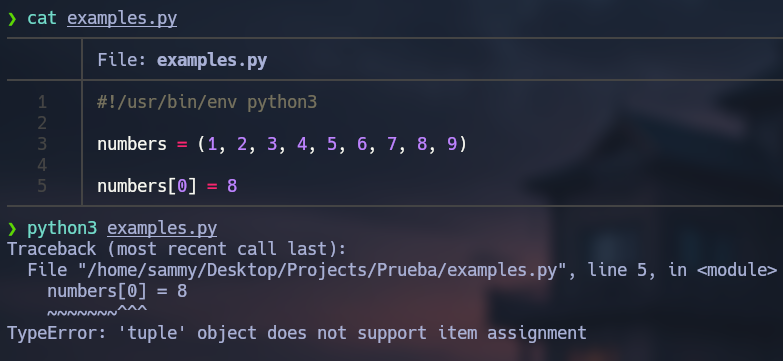 ❯ cat examples.py
File: examples.py
1 #!/usr/bin/env python3
2
3 numbers = (1, 2, 3, 4, 5, 6, 7, 8, 9)
4
5 numbers[0] = 8
❯ python3 examples.py
Traceback (most recent call last):
  File "/home/sammy/Desktop/Projects/Prueba/examples.py", line 5, in <module>
    numbers[0] = 8
    ~~~~~~~^^^
TypeError: 'tuple' object does not support item assignment